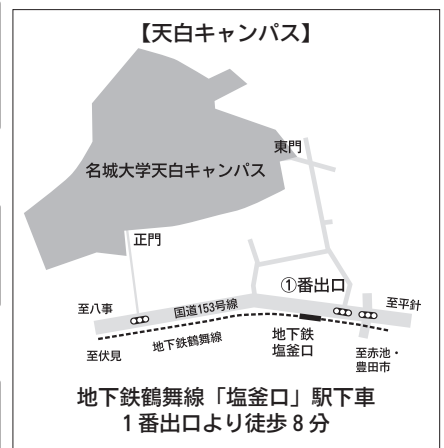 【天白キャンパス】
東門
名城大学天白キャンパス
正門
①番出口
至平針
至八事
国道153号線
地下鉄鶴舞線
地下鉄
塩釜口
至伏見
至赤池・
豊田市
地下鉄鶴舞線「塩釜口」駅下車
1番出口より徒歩8分